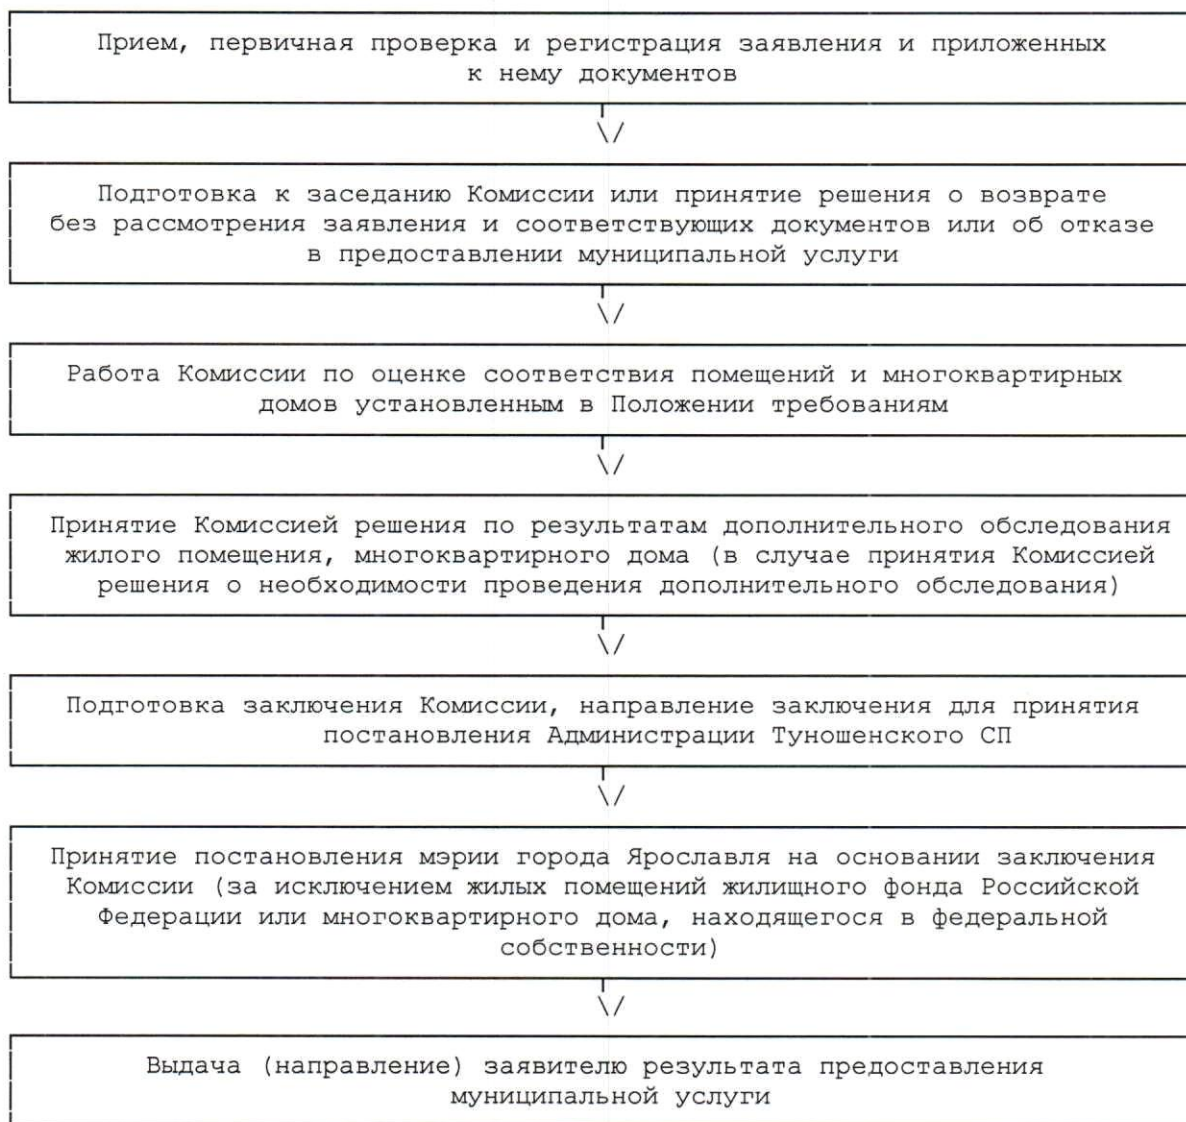 Прием, первичная проверка и регистрация заявления и приложенных
к нему документов
\/
Подготовка к заседанию Комиссии или принятие решения о возврате
без рассмотрения заявления и соответствующих документов или об отказе
в предоставлении муниципальной услуги
\/
Работа Комиссии по оценке соответствия помещений и многоквартирных
домов установленным в Положении требованиям
\/
Принятие Комиссией решения по результатам дополнительного обследования
жилого помещения, многоквартирного дома (в случае принятия Комиссией
решения о необходимости проведения дополнительного обследования)
\/
Подготовка заключения Комиссии, направление заключения для принятия
постановления Администрации Туношенского СП
\/
Принятие постановления мэрии города Ярославля на основании заключения
Комиссии (за исключением жилых помещений жилищного фонда Российской
Федерации или многоквартирного дома, находящегося в федеральной
собственности)
\/
Выдача (направление) заявителю результата предоставления
муниципальной услуги